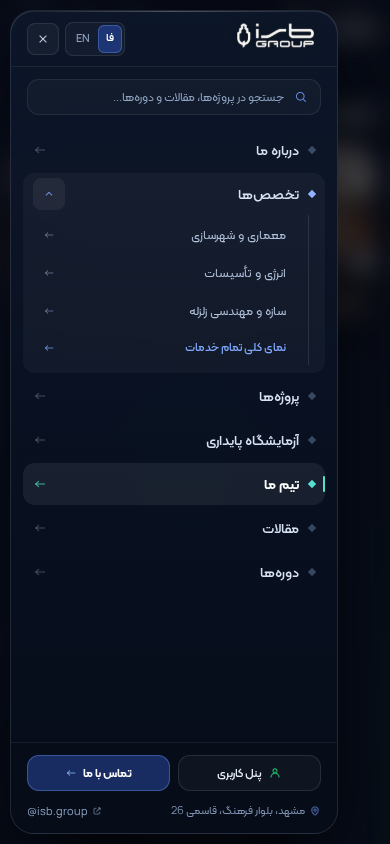 isb GROUP
فا EN
جستجو در پروژه‌ها، مقالات و دوره‌ها...
درباره ما
تخصص‌ها
معماری و شهرسازی
انرژی و تأسیسات
سازه و مهندسی زلزله
نمای کلی تمام خدمات
پروژه‌ها
آزمایشگاه پایداری
تیم ما
مقالات
دوره‌ها
پنل کاربری
تماس با ما
مشهد، بلوار فرهنگ، قاسمی 26
@isb.group